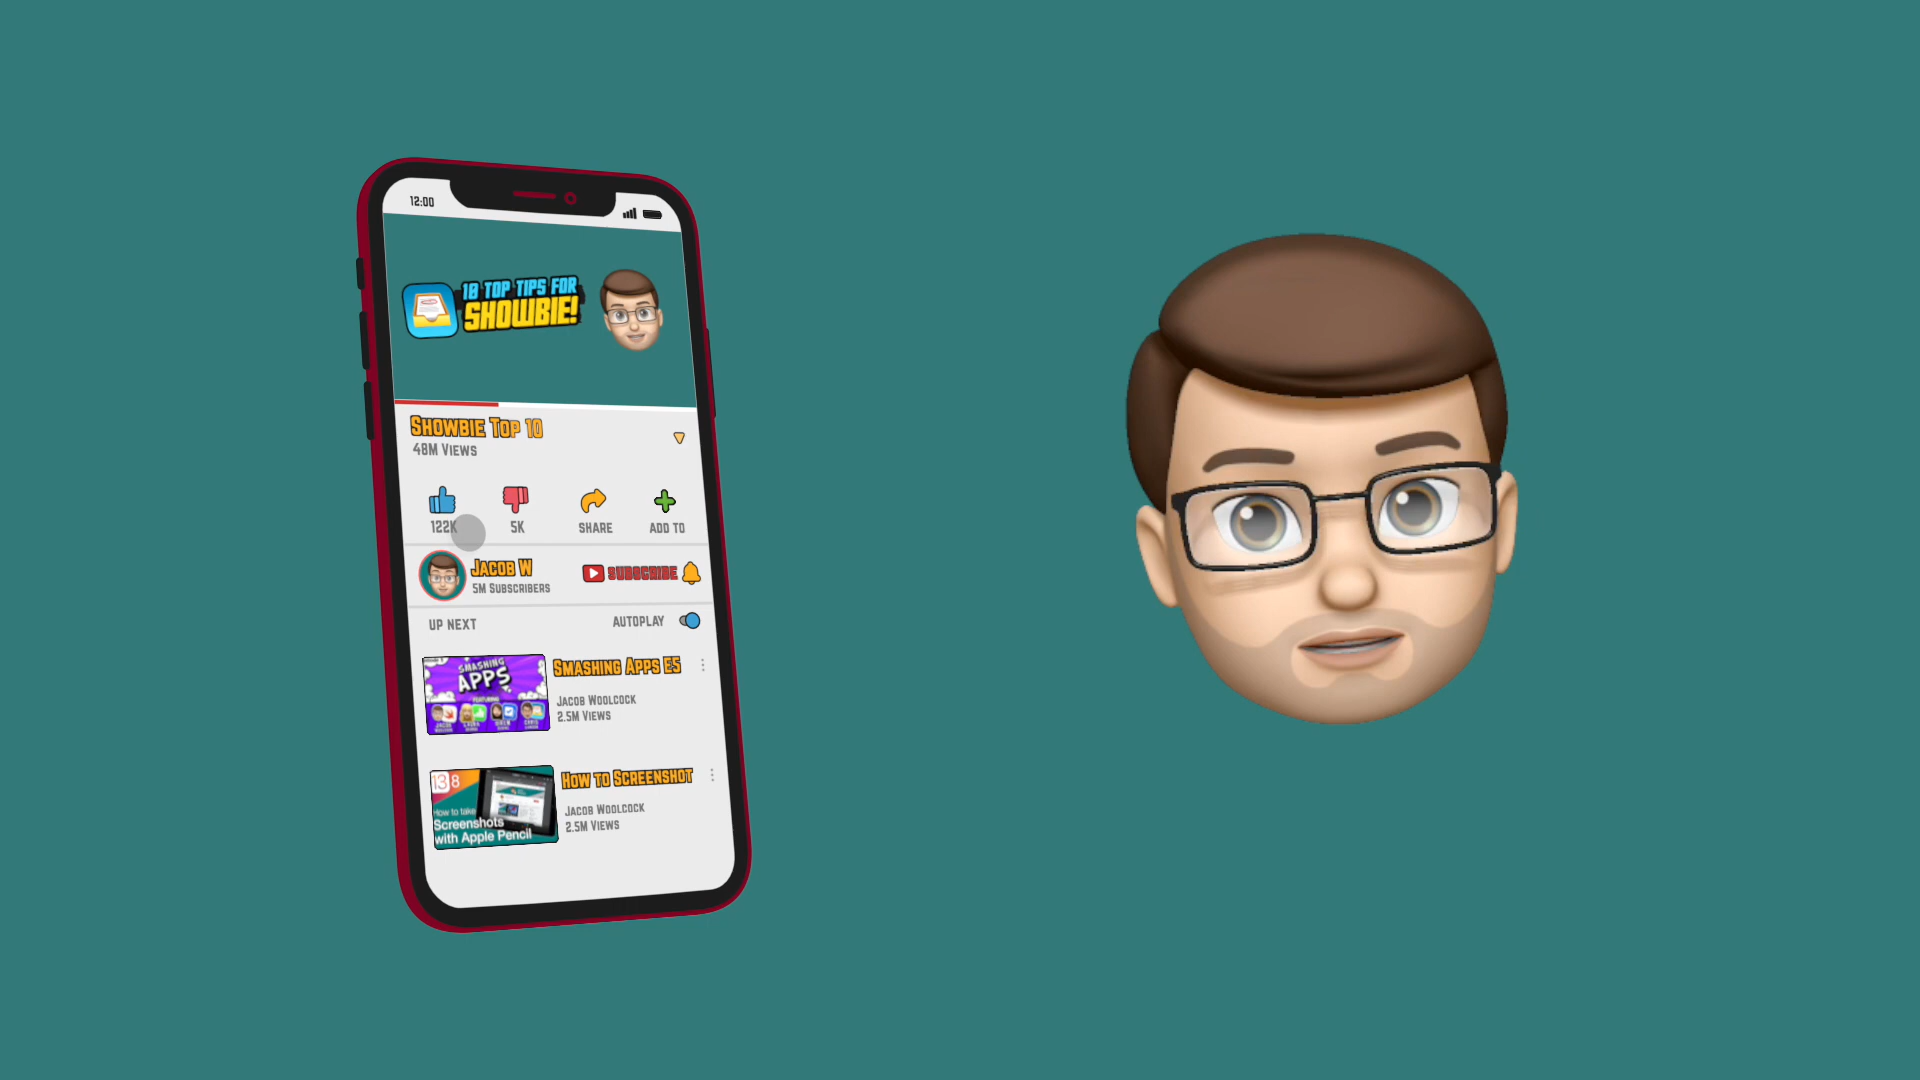 12:00
10 TOP TIPS FOR
SHOWBIE!
SHOWBIE TOP 10
48M VIEWS
122K
5K
SHARE
ADD TO
JACOB W
5M SUBSCRIBERS
SUBSCRIBE
UP NEXT
AUTOPLAY
SMASHING
APPS
FEATURING
SMASHING APPS E5
JACOB WOOLCOCK
2.5M VIEWS
13 8
How to take
Screenshots
with Apple Pencil
HOW TO SCREENSHOT
JACOB WOOLCOCK
2.5M VIEWS